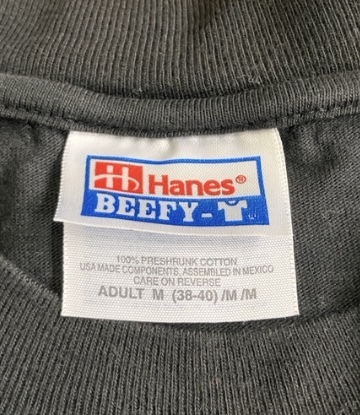 Hanes®
BEEFY-T
100% PRESHRUNK COTTON
USA MADE COMPONENTS, ASSEMBLED IN MEXICO
CARE ON REVERSE
ADULT M (38-40) /M /M